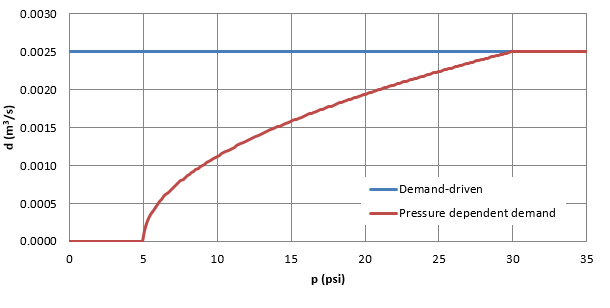 0.0030
0.0025
0.0020
0.0015
0.0010
0.0005
0.0000
d (m³/s)
Demand-driven
Pressure dependent demand
0 5 10 15 20 25 30 35
p (psi)